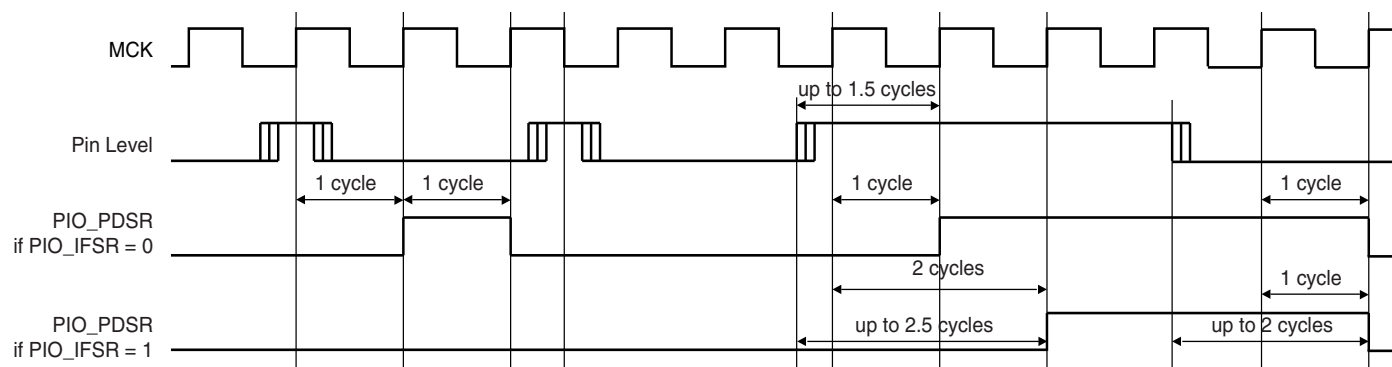 MCK
up to 1.5 cycles
Pin Level
1 cycle
1 cycle
1 cycle
1 cycle
PIO_PDSR
if PIO_IFSR = 0
2 cycles
1 cycle
PIO_PDSR
if PIO_IFSR = 1
up to 2.5 cycles
up to 2 cycles